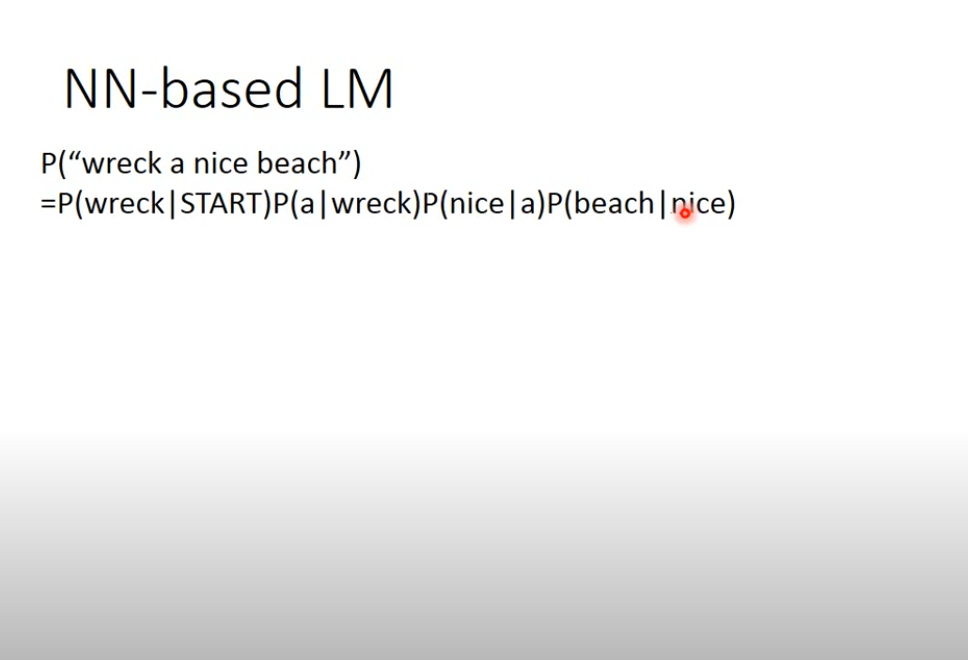 NN-based LM
P(“wreck a nice beach”)
=P(wreck|START)P(a|wreck)P(nice|a)P(beach|nice)